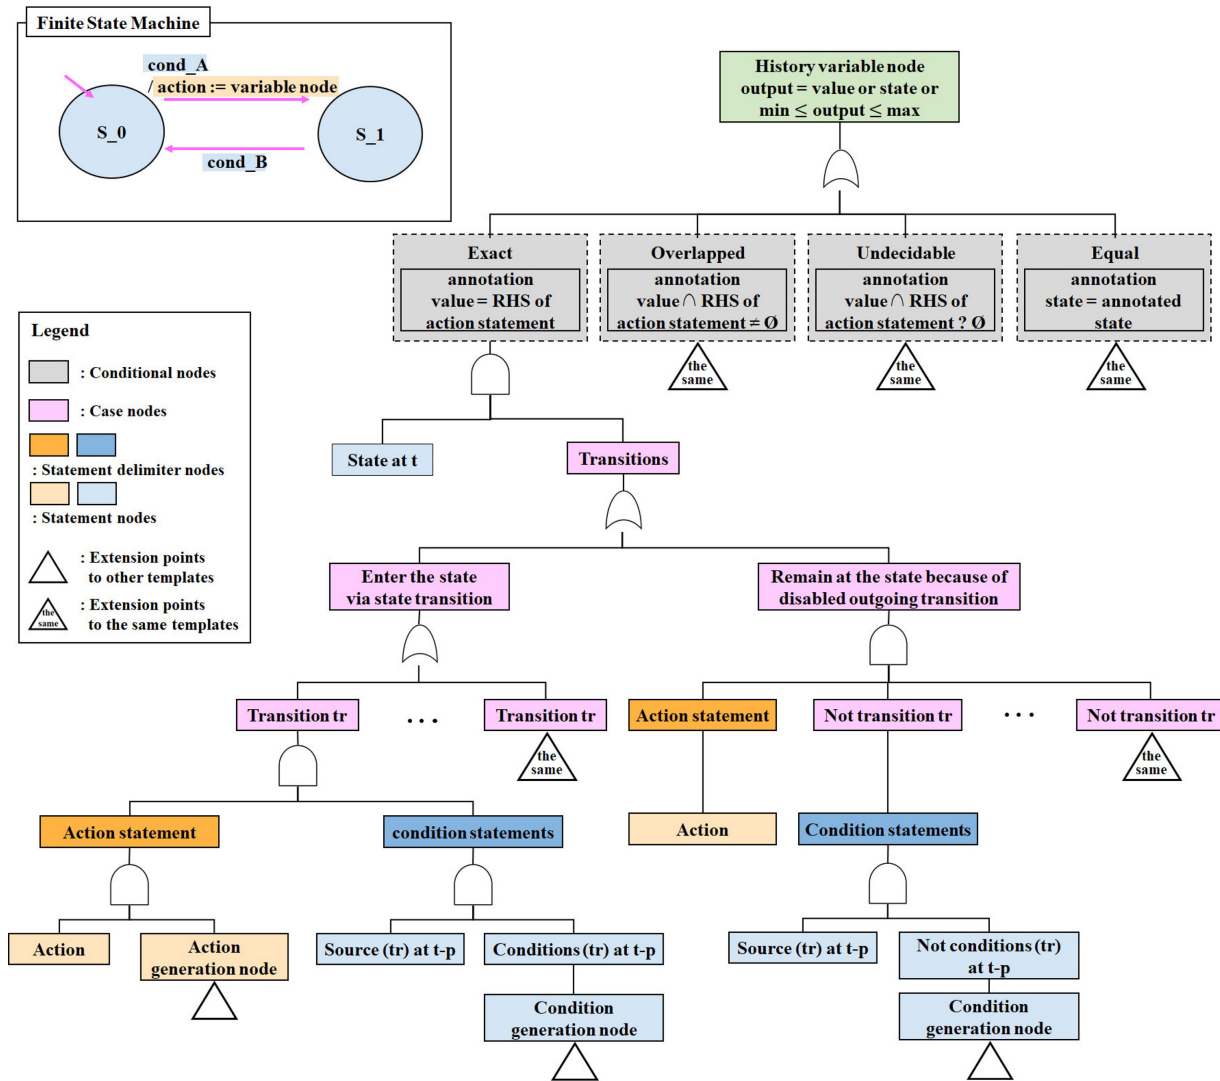 Finite State Machine
cond_A
/ action := variable node
S_0
S_1
cond_B
History variable node
output = value or state or
min ≤ output ≤ max
Exact
annotation
value = RHS of
action statement
Overlapped
annotation
value ∩ RHS of
action statement ≠ Ø
Undecidable
annotation
value ∩ RHS of
action statement ? Ø
Equal
annotation
state = annotated
state
the
same
the
same
the
same
Legend
: Conditional nodes
: Case nodes
: Statement delimiter nodes
: Statement nodes
: Extension points
to other templates
the
same
: Extension points
to the same templates
State at t
Transitions
Enter the state
via state transition
Remain at the state because of
disabled outgoing transition
Transition tr
...
Transition tr
the
same
Action statement
Not transition tr
...
Not transition tr
the
same
Action statement
condition statements
Action
Condition statements
Action
Action
generation node
Source (tr) at t-p
Conditions (tr) at t-p
Condition
generation node
Source (tr) at t-p
Not conditions (tr)
at t-p
Condition
generation node